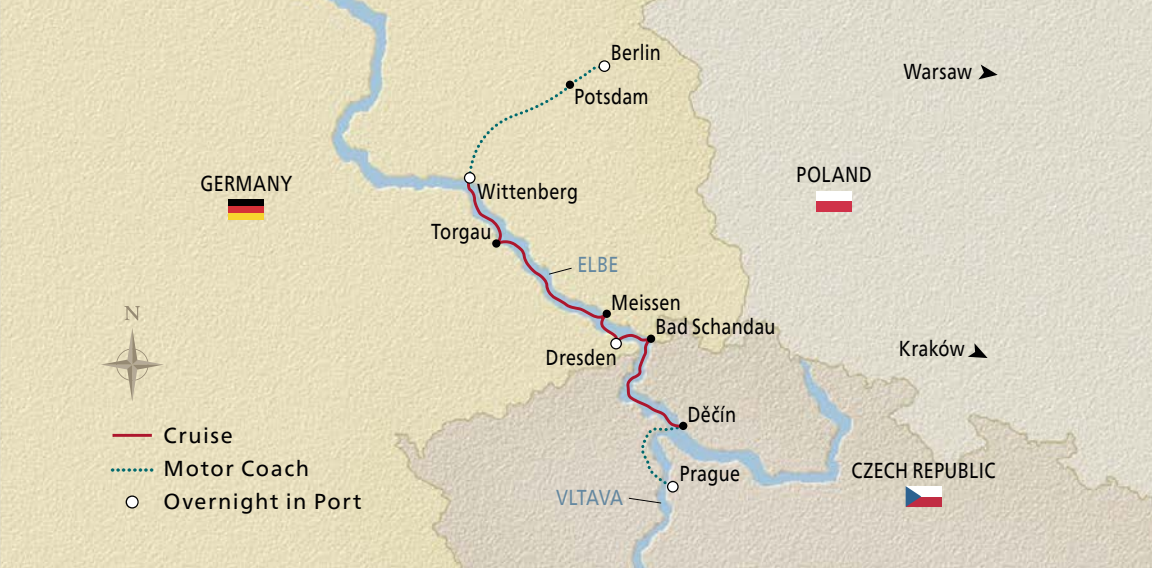 Berlin
Warsaw
Potsdam
POLAND
GERMANY
Wittenberg
Torgau
ELBE
N
Meissen
Bad Schandau
Kraków
Dresden
Děčín
Cruise
Motor Coach
Prague
CZECH REPUBLIC
VLTAVA
Overnight in Port